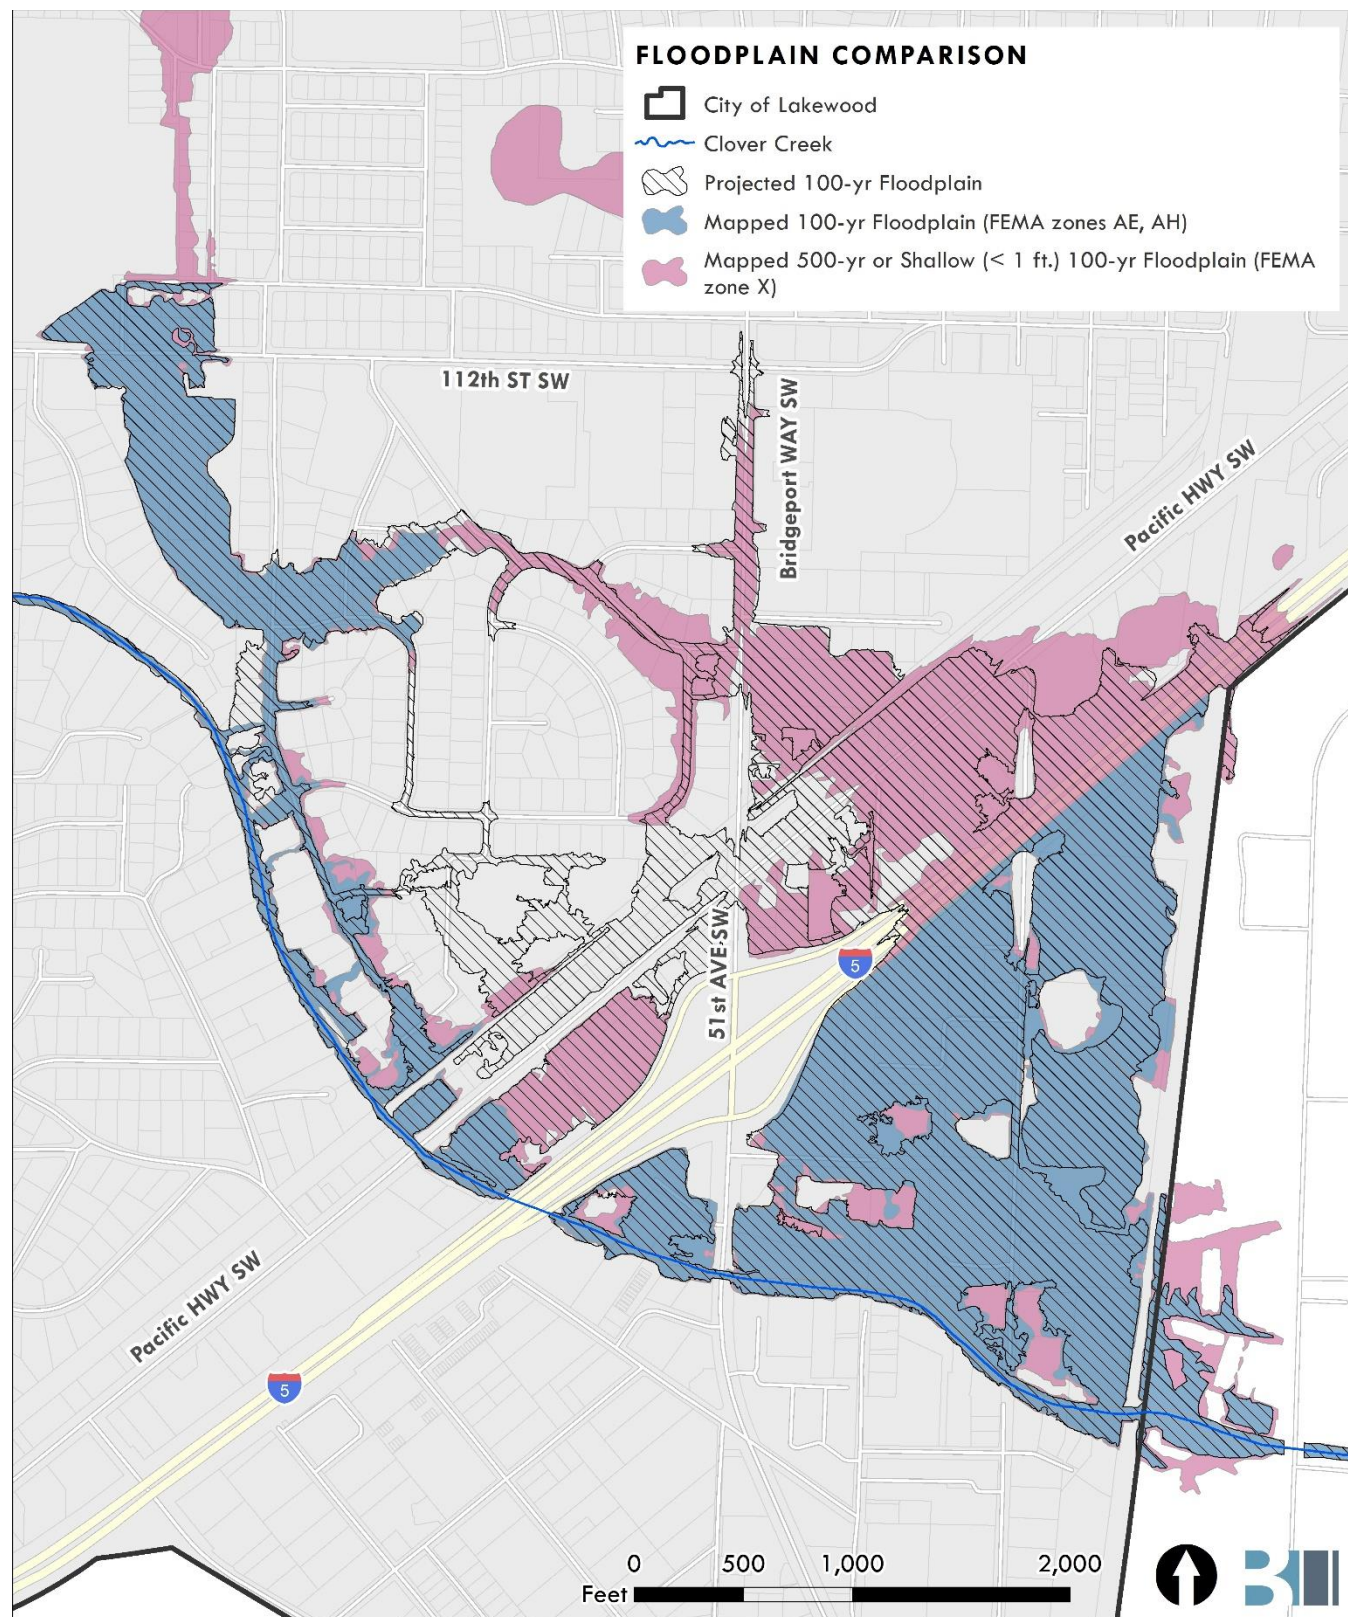 FLOODPLAIN COMPARISON
City of Lakewood
Clover Creek
Projected 100-yr Floodplain
Mapped 100-yr Floodplain (FEMA zones AE, AH)
Mapped 500-yr or Shallow (< 1 ft.) 100-yr Floodplain (FEMA
zone X)
112th ST SW
Bridgeport WAY SW
Pacific HWY SW
51st AVE SW
5
Pacific HWY SW
5
0 500 1,000 2,000
Feet